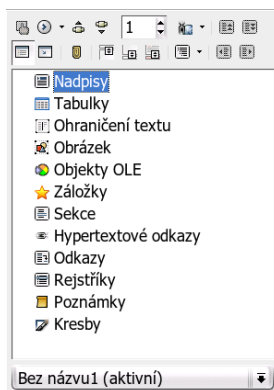 1
Nadpisy
Tabulky
Ohraničení textu
Obrázek
Objekty OLE
Záložky
Sekce
Hypertextové odkazy
Odkazy
Rejstříky
Poznámky
Kresby
Bez názvu1 (aktivní)